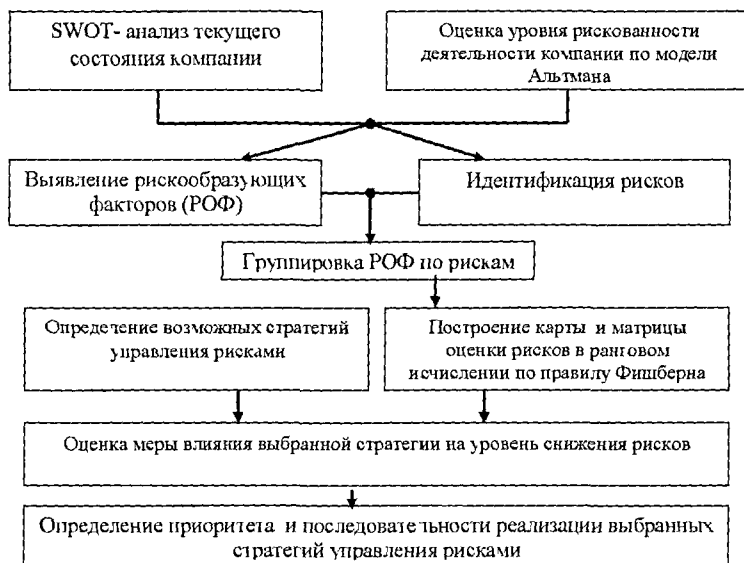 SWOT- анализ текущего
состояния компании
Оценка уровня рискованности
деятельности компании по модели
Альтмана
Выявление рискообразующих
факторов (РОФ)
Идентификация рисков
Группировка РОФ по рискам
Определение возможных стратегий
управления рисками
Построение карты и матрицы
оценки рисков в ранговом
исчислении по правилу Фишберна
Оценка меры влияния выбранной стратегии на уровень снижения рисков
Определение приоритета и последовательности реализации выбранных
стратегий управления рисками